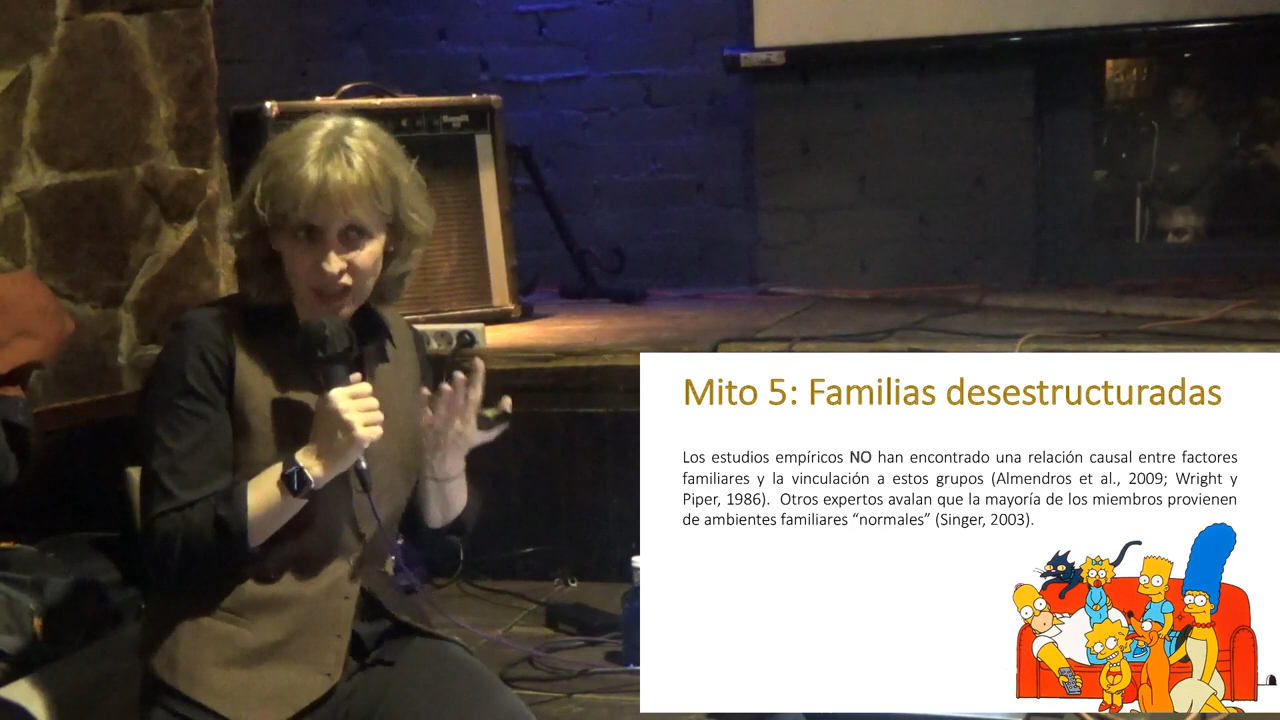 Mito 5: Familias desestructuradas
Los estudios empíricos NO han encontrado una relación causal entre factores
familiares y la vinculación a estos grupos (Almendros et al., 2009; Wright y
Piper, 1986). Otros expertos avalan que la mayoría de los miembros provienen
de ambientes familiares “normales” (Singer, 2003).